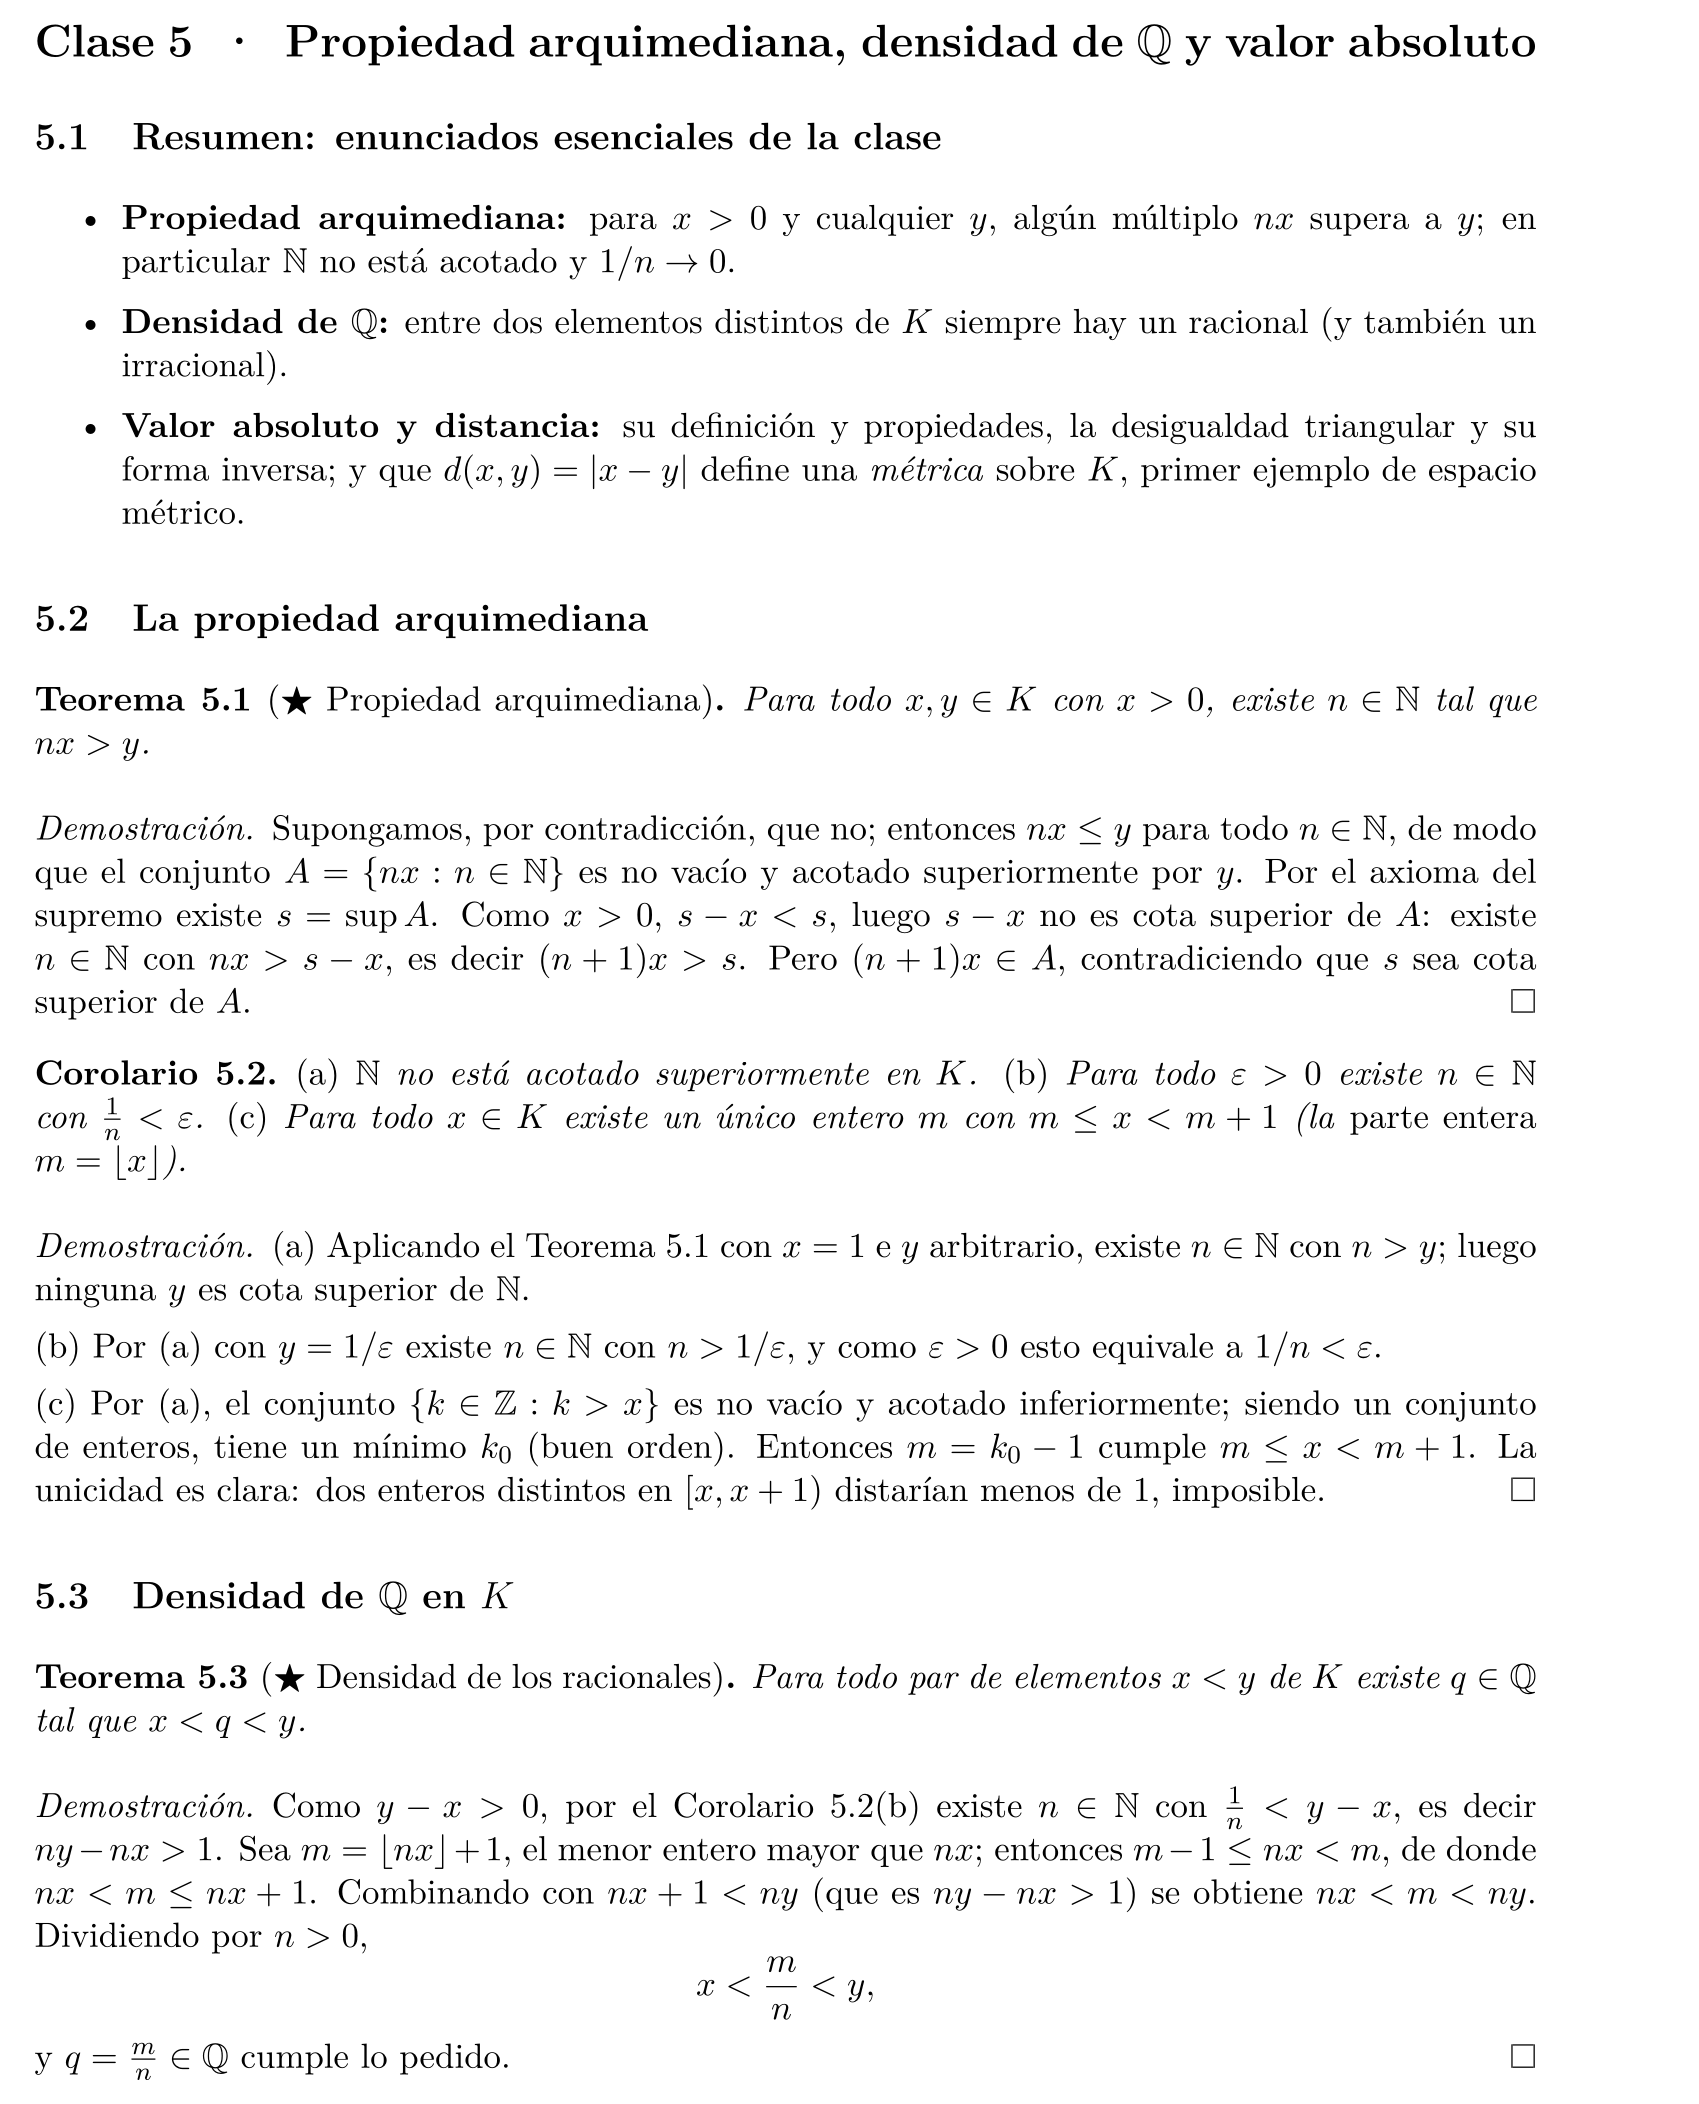 Clase 5 · Propiedad arquimediana, densidad de ℚ y valor absoluto
5.1 Resumen: enunciados esenciales de la clase
• Propiedad arquimediana: para x > 0 y cualquier y, algún múltiplo nx supera a y; en
particular ℕ no está acotado y 1/n → 0.
• Densidad de ℚ: entre dos elementos distintos de K siempre hay un racional (y también un
irracional).
• Valor absoluto y distancia: su definición y propiedades, la desigualdad triangular y su
forma inversa; y que d(x, y) = |x − y| define una métrica sobre K, primer ejemplo de espacio
métrico.
5.2 La propiedad arquimediana
Teorema 5.1 (★ Propiedad arquimediana). Para todo x, y ∈ K con x > 0, existe n ∈ ℕ tal que
nx > y.
Demostración. Supongamos, por contradicción, que no; entonces nx ≤ y para todo n ∈ ℕ, de modo
que el conjunto A = {nx : n ∈ ℕ} es no vacío y acotado superiormente por y. Por el axioma del
supremo existe s = sup A. Como x > 0, s − x < s, luego s − x no es cota superior de A: existe
n ∈ ℕ con nx > s − x, es decir (n + 1)x > s. Pero (n + 1)x ∈ A, contradiciendo que s sea cota
superior de A. □
Corolario 5.2. (a) ℕ no está acotado superiormente en K. (b) Para todo ε > 0 existe n ∈ ℕ
con 1/n < ε. (c) Para todo x ∈ K existe un único entero m con m ≤ x < m + 1 (la parte entera
m = ⌊x⌋).
Demostración. (a) Aplicando el Teorema 5.1 con x = 1 e y arbitrario, existe n ∈ ℕ con n > y; luego
ninguna y es cota superior de ℕ.
(b) Por (a) con y = 1/ε existe n ∈ ℕ con n > 1/ε, y como ε > 0 esto equivale a 1/n < ε.
(c) Por (a), el conjunto {k ∈ ℤ : k > x} es no vacío y acotado inferiormente; siendo un conjunto
de enteros, tiene un mínimo k₀ (buen orden). Entonces m = k₀ − 1 cumple m ≤ x < m + 1. La
unicidad es clara: dos enteros distintos en [x, x + 1) distarían menos de 1, imposible. □
5.3 Densidad de ℚ en K
Teorema 5.3 (★ Densidad de los racionales). Para todo par de elementos x < y de K existe q ∈ ℚ
tal que x < q < y.
Demostración. Como y − x > 0, por el Corolario 5.2(b) existe n ∈ ℕ con 1/n < y − x, es decir
ny − nx > 1. Sea m = ⌊nx⌋ + 1, el menor entero mayor que nx; entonces m − 1 ≤ nx < m, de donde
nx < m ≤ nx + 1. Combinando con nx + 1 < ny (que es ny − nx > 1) se obtiene nx < m < ny.
Dividiendo por n > 0,
x < m/n < y,
y q = m/n ∈ ℚ cumple lo pedido. □